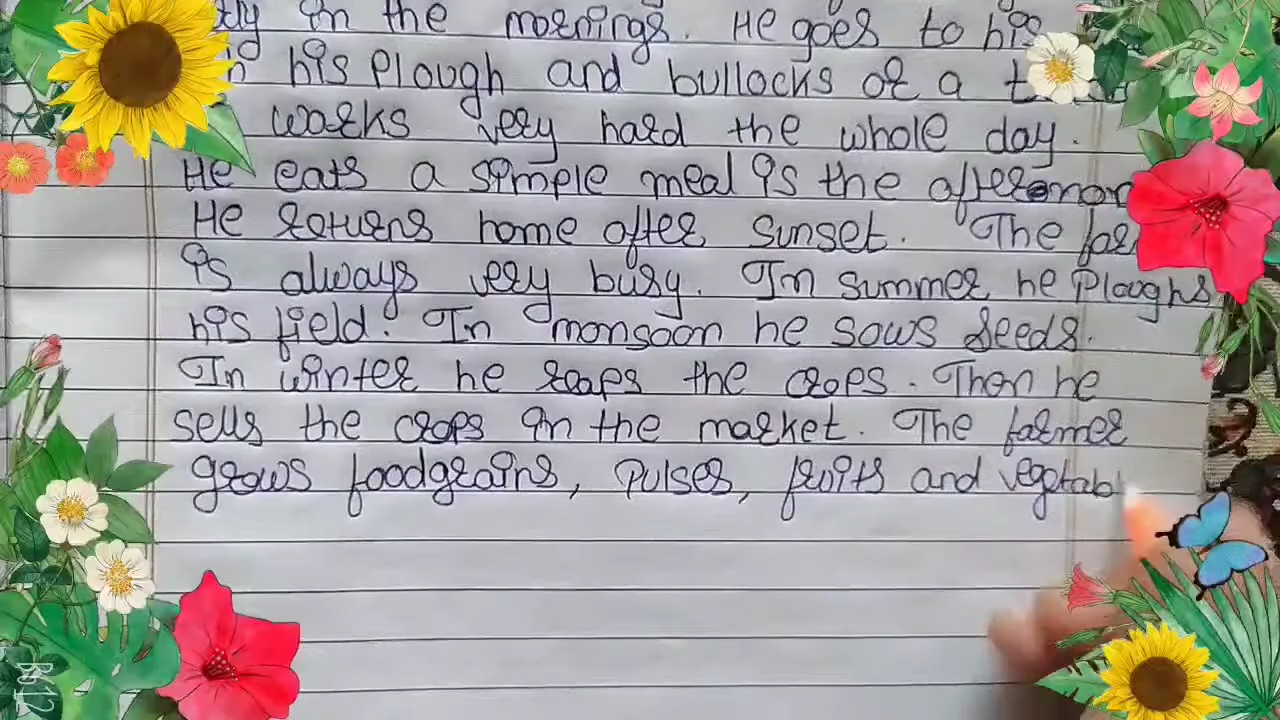 in the mornings. He goes to his
his Plough and bullocks or a
works very hard the whole day.
He eats a simple meal is the
He returns home after sunset. The
is always very busy. In summer he Ploughs
his field. In monsoon he sows seeds.
In winter he reaps the crops. Then he
sells the crops in the market. The farmer
grows foodgrains, Pulses, fruits and vegetab